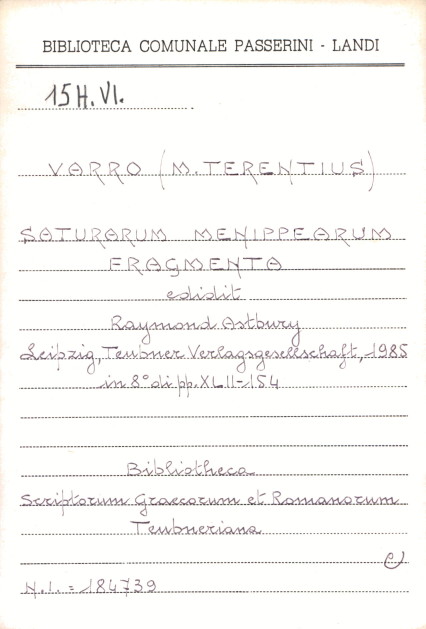 BIBLIOTECA COMUNALE PASSERINI - LANDI
15H.VI.
VARRO (M. TERENTIUS)
SATURARUM MENIPPEARUM
FRAGMENTA
edidit
Raymond Astbury
Leipzig, Teubner Verlagsgesellschaft, 1985
in 8° di pp. XLII-154
Bibliotheca
Scriptorum Graecorum et Romanorum
Teubneriana
N.I. = 184739